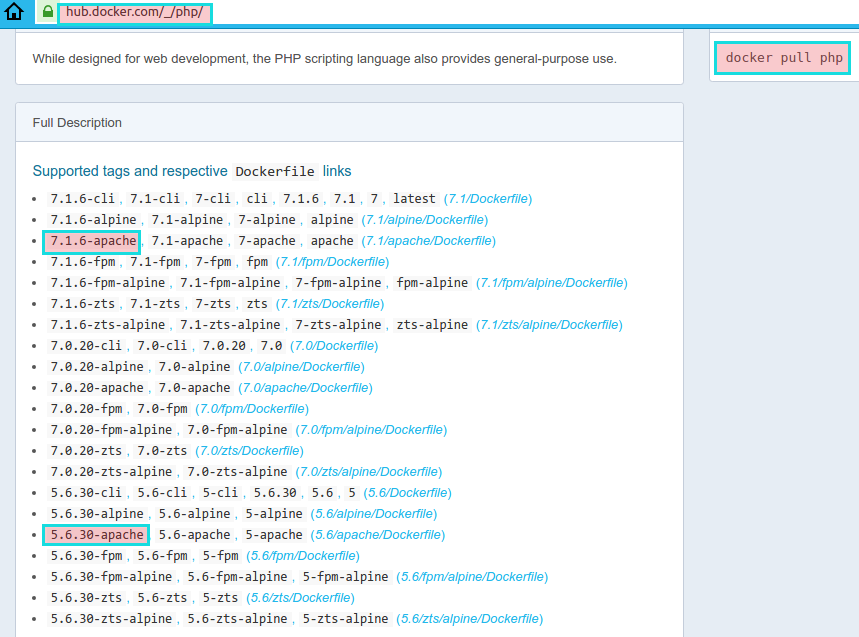 hub.docker.com/_/php/
While designed for web development, the PHP scripting language also provides general-purpose use.
docker pull php
Full Description
Supported tags and respective Dockerfile links
• 7.1.6-cli, 7.1-cli, 7-cli, cli, 7.1.6, 7.1, 7, latest (7.1/Dockerfile)
• 7.1.6-alpine, 7.1-alpine, 7-alpine, alpine (7.1/alpine/Dockerfile)
• 7.1.6-apache, 7.1-apache, 7-apache, apache (7.1/apache/Dockerfile)
• 7.1.6-fpm, 7.1-fpm, 7-fpm, fpm (7.1/fpm/Dockerfile)
• 7.1.6-fpm-alpine, 7.1-fpm-alpine, 7-fpm-alpine, fpm-alpine (7.1/fpm/alpine/Dockerfile)
• 7.1.6-zts, 7.1-zts, 7-zts, zts (7.1/zts/Dockerfile)
• 7.1.6-zts-alpine, 7.1-zts-alpine, 7-zts-alpine, zts-alpine (7.1/zts/alpine/Dockerfile)
• 7.0.20-cli, 7.0-cli, 7.0.20, 7.0 (7.0/Dockerfile)
• 7.0.20-alpine, 7.0-alpine (7.0/alpine/Dockerfile)
• 7.0.20-apache, 7.0-apache (7.0/apache/Dockerfile)
• 7.0.20-fpm, 7.0-fpm (7.0/fpm/Dockerfile)
• 7.0.20-fpm-alpine, 7.0-fpm-alpine (7.0/fpm/alpine/Dockerfile)
• 7.0.20-zts, 7.0-zts (7.0/zts/Dockerfile)
• 7.0.20-zts-alpine, 7.0-zts-alpine (7.0/zts/alpine/Dockerfile)
• 5.6.30-cli, 5.6-cli, 5-cli, 5.6.30, 5.6, 5 (5.6/Dockerfile)
• 5.6.30-alpine, 5.6-alpine, 5-alpine (5.6/alpine/Dockerfile)
• 5.6.30-apache, 5.6-apache, 5-apache (5.6/apache/Dockerfile)
• 5.6.30-fpm, 5.6-fpm, 5-fpm (5.6/fpm/Dockerfile)
• 5.6.30-fpm-alpine, 5.6-fpm-alpine, 5-fpm-alpine (5.6/fpm/alpine/Dockerfile)
• 5.6.30-zts, 5.6-zts, 5-zts (5.6/zts/Dockerfile)
• 5.6.30-zts-alpine, 5.6-zts-alpine, 5-zts-alpine (5.6/zts/alpine/Dockerfile)